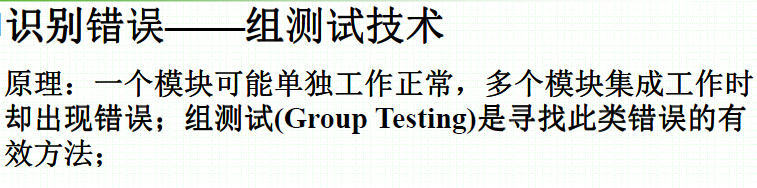 识别错误——组测试技术
原理：一个模块可能单独工作正常，多个模块集成工作时
却出现错误；组测试(Group Testing)是寻找此类错误的有
效方法；